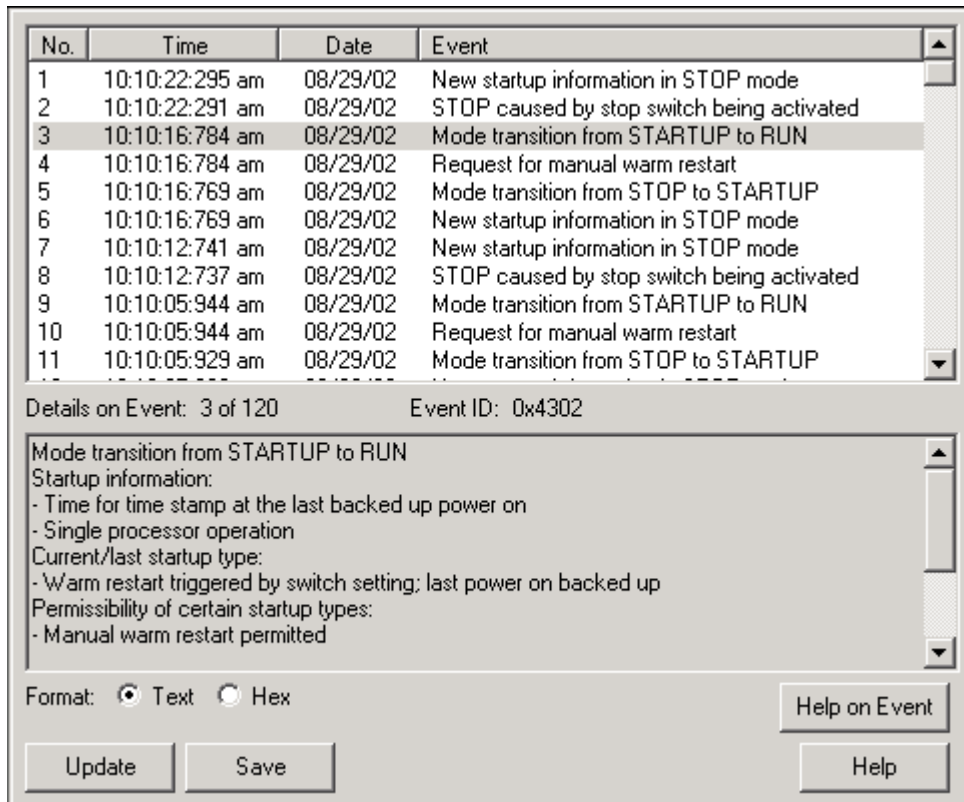 No. Time Date Event
1 10:10:22:295 am 08/29/02 New startup information in STOP mode
2 10:10:22:291 am 08/29/02 STOP caused by stop switch being activated
3 10:10:16:784 am 08/29/02 Mode transition from STARTUP to RUN
4 10:10:16:784 am 08/29/02 Request for manual warm restart
5 10:10:16:769 am 08/29/02 Mode transition from STOP to STARTUP
6 10:10:16:769 am 08/29/02 New startup information in STOP mode
7 10:10:12:741 am 08/29/02 New startup information in STOP mode
8 10:10:12:737 am 08/29/02 STOP caused by stop switch being activated
9 10:10:05:944 am 08/29/02 Mode transition from STARTUP to RUN
10 10:10:05:944 am 08/29/02 Request for manual warm restart
11 10:10:05:929 am 08/29/02 Mode transition from STOP to STARTUP
Details on Event: 3 of 120 Event ID: 0x4302
Mode transition from STARTUP to RUN
Startup information:
- Time for time stamp at the last backed up power on
- Single processor operation
Current/last startup type:
- Warm restart triggered by switch setting; last power on backed up
Permissibility of certain startup types:
- Manual warm restart permitted
Format: Text Hex
Help on Event
Update Save Help